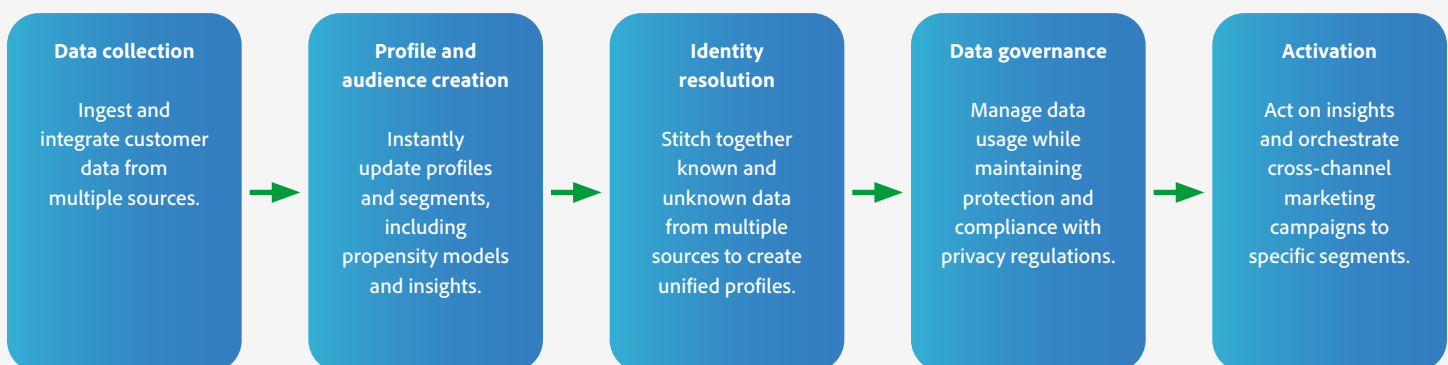 Data collection
Ingest and
integrate customer
data from
multiple sources.
Profile and
audience creation
Instantly
update profiles
and segments,
including
propensity models
and insights.
Identity
resolution
Stitch together
known and
unknown data
from multiple
sources to create
unified profiles.
Data governance
Manage data
usage while
maintaining
protection and
compliance with
privacy regulations.
Activation
Act on insights
and orchestrate
cross-channel
marketing
campaigns to
specific segments.